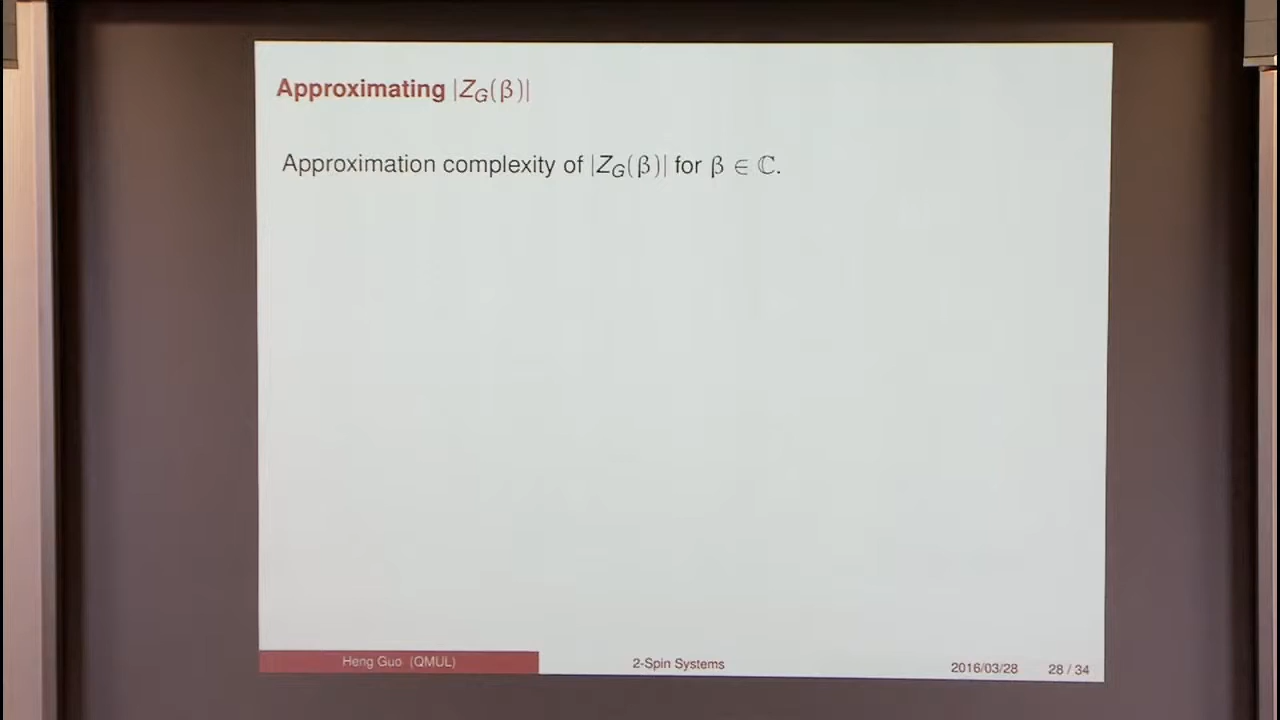 Approximating |Z_G(β)|
Approximation complexity of |Z_G(β)| for β ∈ ℂ.
Heng Guo (QMUL) 2-Spin Systems 2016/03/28 28 / 34